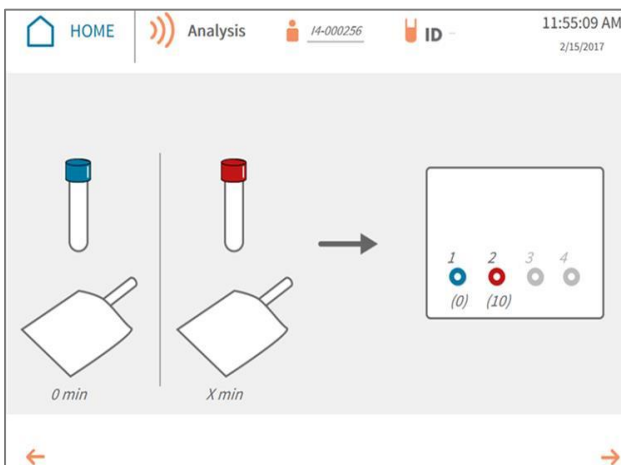 HOME
Analysis
I4-000256
ID -
11:55:09 AM
2/15/2017
1 2 3 4
(0) (10)
0 min
X min